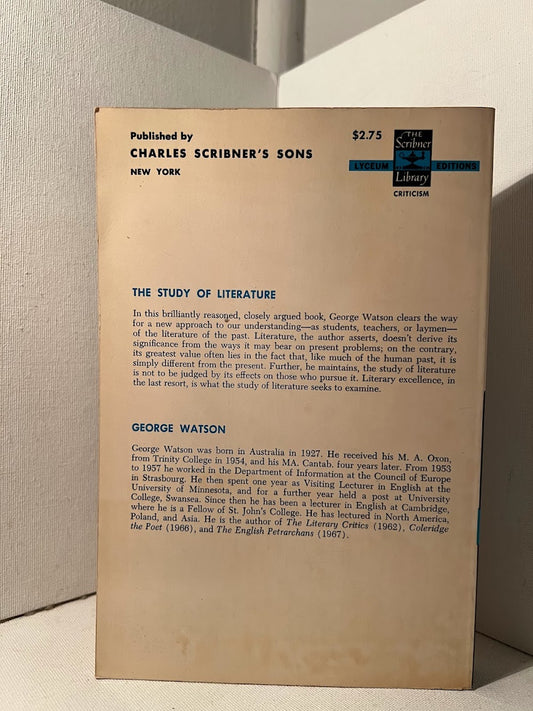 Published by
CHARLES SCRIBNER'S SONS
NEW YORK
$2.75
THE
Scribner
LYCEUM EDITIONS
Library
CRITICISM
THE STUDY OF LITERATURE
In this brilliantly reasoned, closely argued book, George Watson clears the way
for a new approach to our understanding—as students, teachers, or laymen—
of the literature of the past. Literature, the author asserts, doesn't derive its
significance from the ways it may bear on present problems; on the contrary,
its greatest value often lies in the fact that, like much of the human past, it is
simply different from the present. Further, he maintains, the study of literature
is not to be judged by its effects on those who pursue it. Literary excellence, in
the last resort, is what the study of literature seeks to examine.
GEORGE WATSON
George Watson was born in Australia in 1927. He received his M. A. Oxon,
from Trinity College in 1954, and his MA. Cantab. four years later. From 1953
to 1957 he worked in the Department of Information at the Council of Europe
in Strasbourg. He then spent one year as Visiting Lecturer in English at the
University of Minnesota, and for a further year held a post at University
College, Swansea. Since then he has been a lecturer in English at Cambridge,
where he is a Fellow of St. John's College. He has lectured in North America,
Poland, and Asia. He is the author of The Literary Critics (1962), Coleridge
the Poet (1966), and The English Petrarchans (1967).